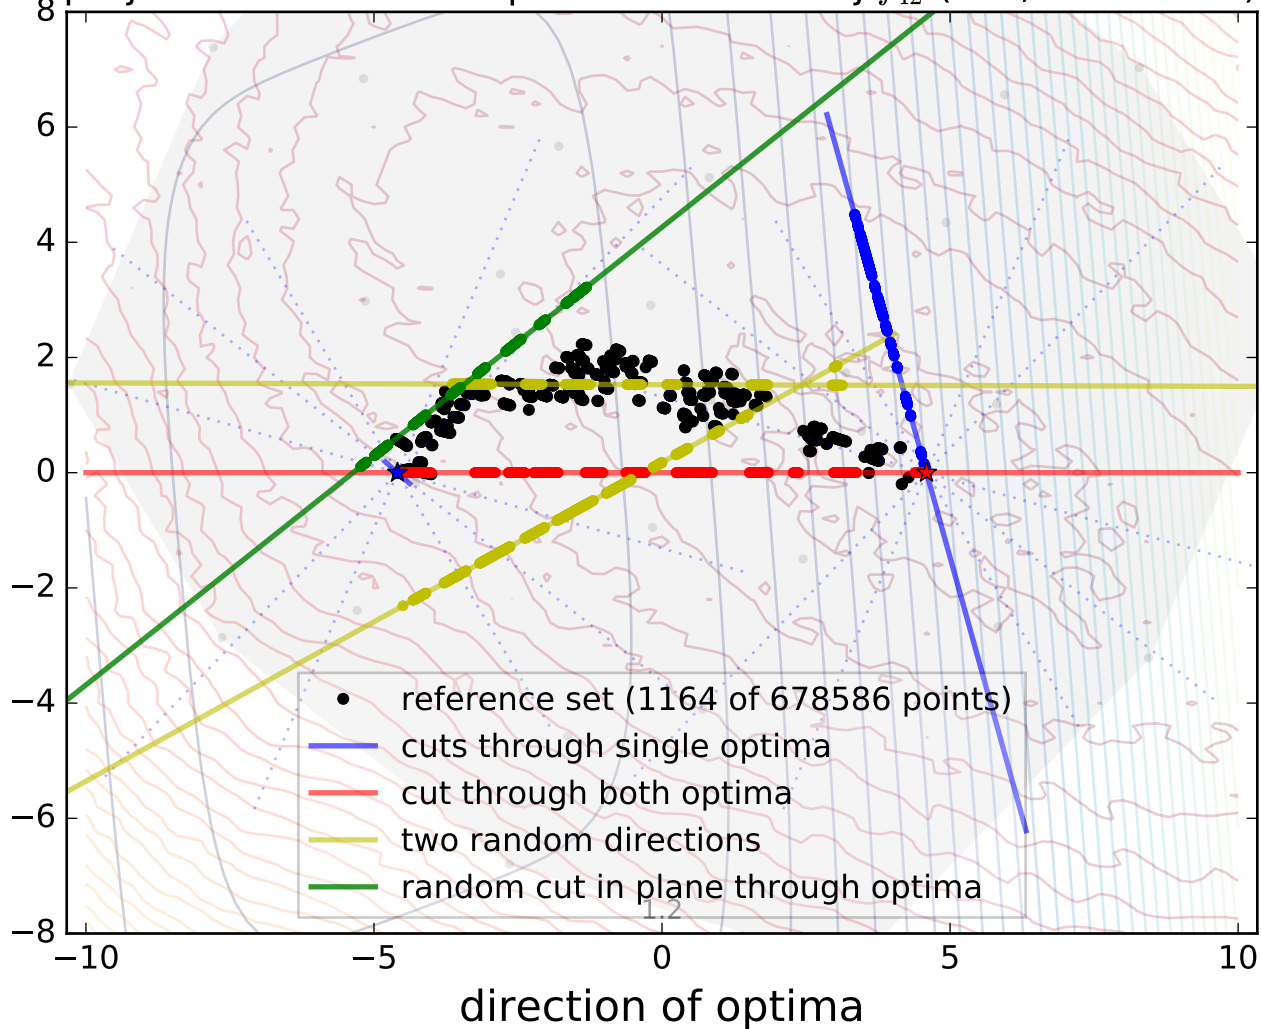 8
6
4
2
0
−2
−4
−6
−8
reference set (1164 of 678586 points)
cuts through single optima
cut through both optima
two random directions
random cut in plane through optima
1.2
−10 −5 0 5 10
direction of optima